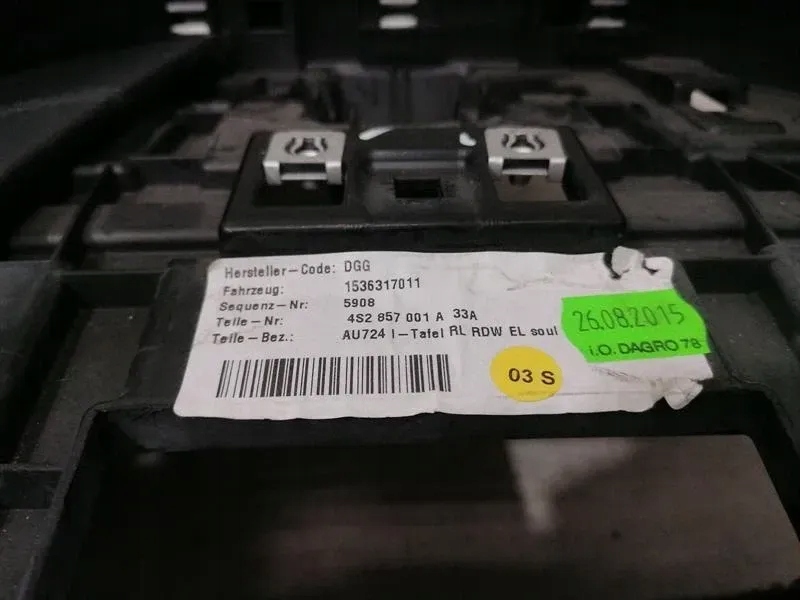 Hersteller-Code: DGG
Fahrzeug: 1536317011
Sequenz-Nr: 5908
Teile-Nr: 4S2 857 001 A 33A
Teile-Bez.: AU724 I-Tafel RL RDW EL soul
26.08.2015
i.O. DAGRO 78
03 S